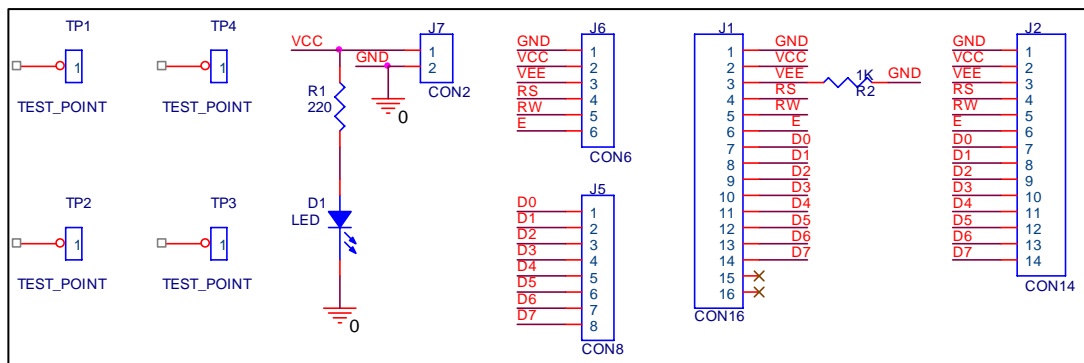 TP1
1
TEST_POINT
TP4
1
TEST_POINT
TP2
1
TEST_POINT
TP3
1
TEST_POINT
J7
VCC
1
GND
2
CON2
0
R1
220
D1
LED
0
J6
GND 1
VCC 2
VEE 3
RS 4
RW 5
E 6
CON6
J5
D0 1
D1 2
D2 3
D3 4
D4 5
D5 6
D6 7
D7 8
CON8
J1
1 GND
2 VCC
3 VEE
1K
R2
GND
4 RS
5 RW
6 E
7 D0
8 D1
9 D2
10 D3
11 D4
12 D5
13 D6
14 D7
15
16
CON16
J2
GND 1
VCC 2
VEE 3
RS 4
RW 5
E 6
D0 7
D1 8
D2 9
D3 10
D4 11
D5 12
D6 13
D7 14
CON14